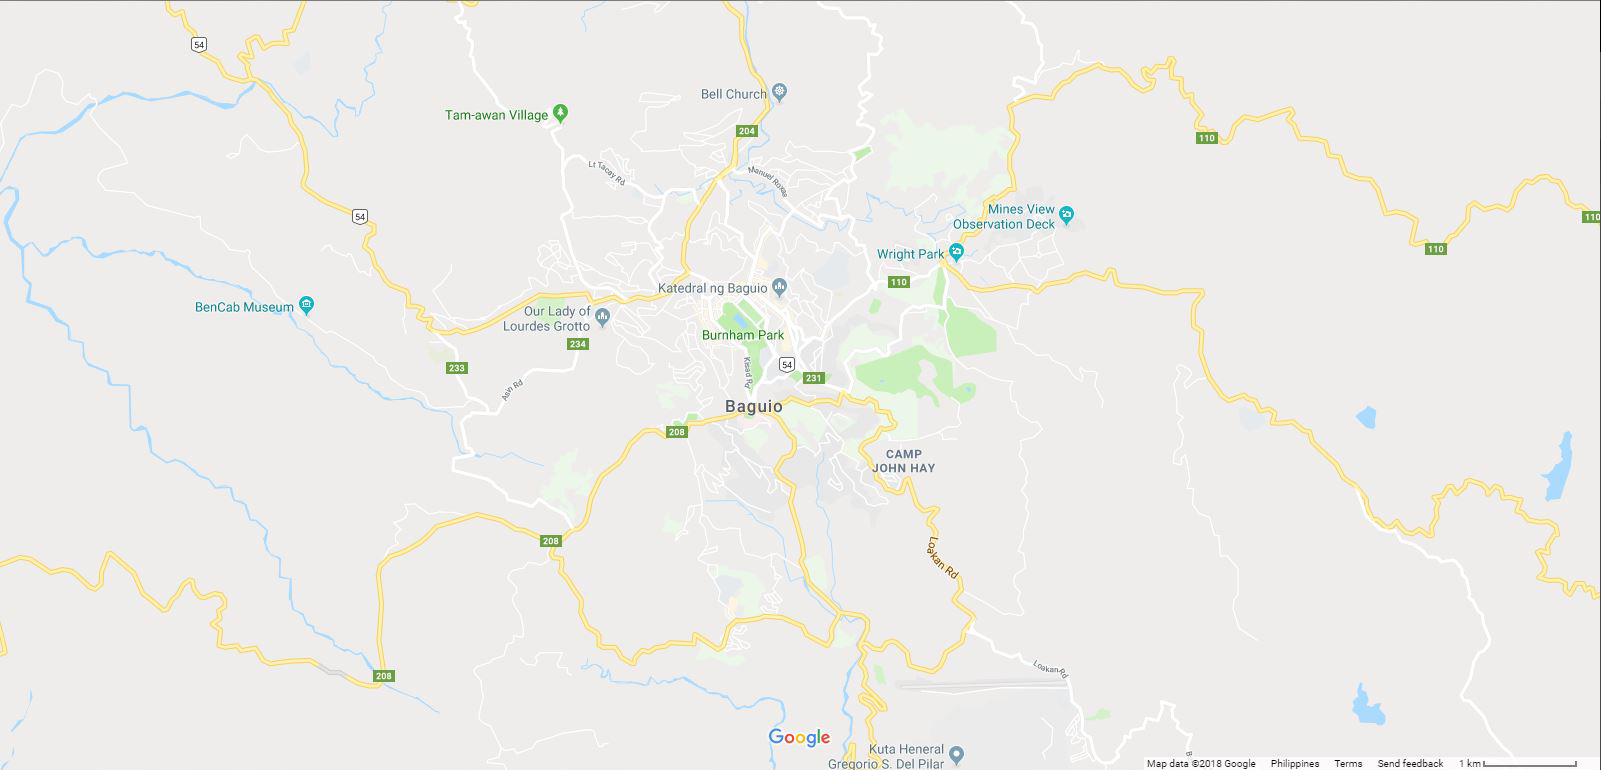 54
Bell Church
Tam-awan Village
204
110
Lt Tacay Rd
Manuel Roxas
54
Mines View
Observation Deck
110
110
Wright Park
110
Katedral ng Baguio
BenCab Museum
Our Lady of
Lourdes Grotto
Burnham Park
234
233
54
231
Kisad Rd
Asin Rd
Baguio
208
CAMP
JOHN HAY
208
Loakan Rd
208
Loakan Rd
Google
Kuta Heneral
Gregorio S. Del Pilar
Map data ©2018 Google Philippines Terms Send feedback 1 km